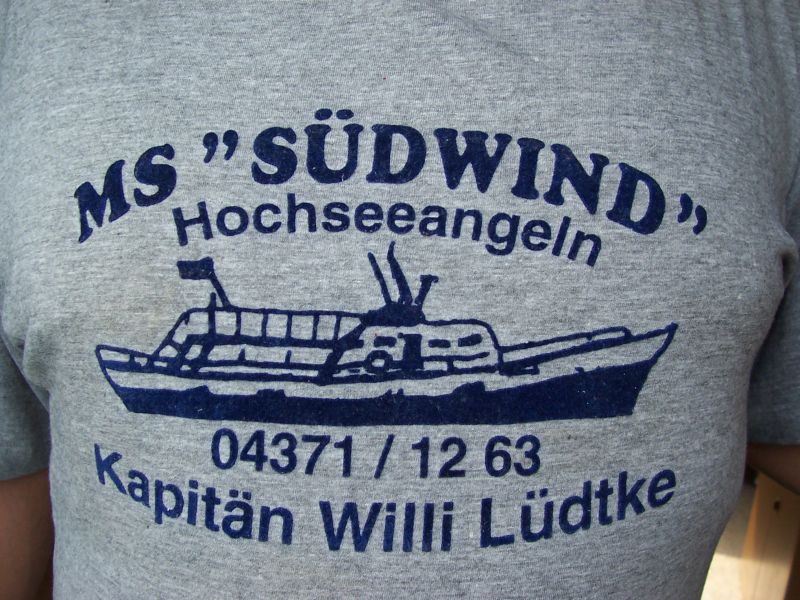 MS "SÜDWIND"
Hochseeangeln
04371 / 12 63
Kapitän Willi Lüdtke